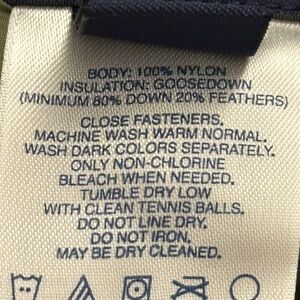 BODY: 100% NYLON
INSULATION: GOOSEDOWN
(MINIMUM 80% DOWN 20% FEATHERS)
CLOSE FASTENERS.
MACHINE WASH WARM NORMAL.
WASH DARK COLORS SEPARATELY.
ONLY NON-CHLORINE
BLEACH WHEN NEEDED.
TUMBLE DRY LOW
WITH CLEAN TENNIS BALLS.
DO NOT LINE DRY.
DO NOT IRON.
MAY BE DRY CLEANED.